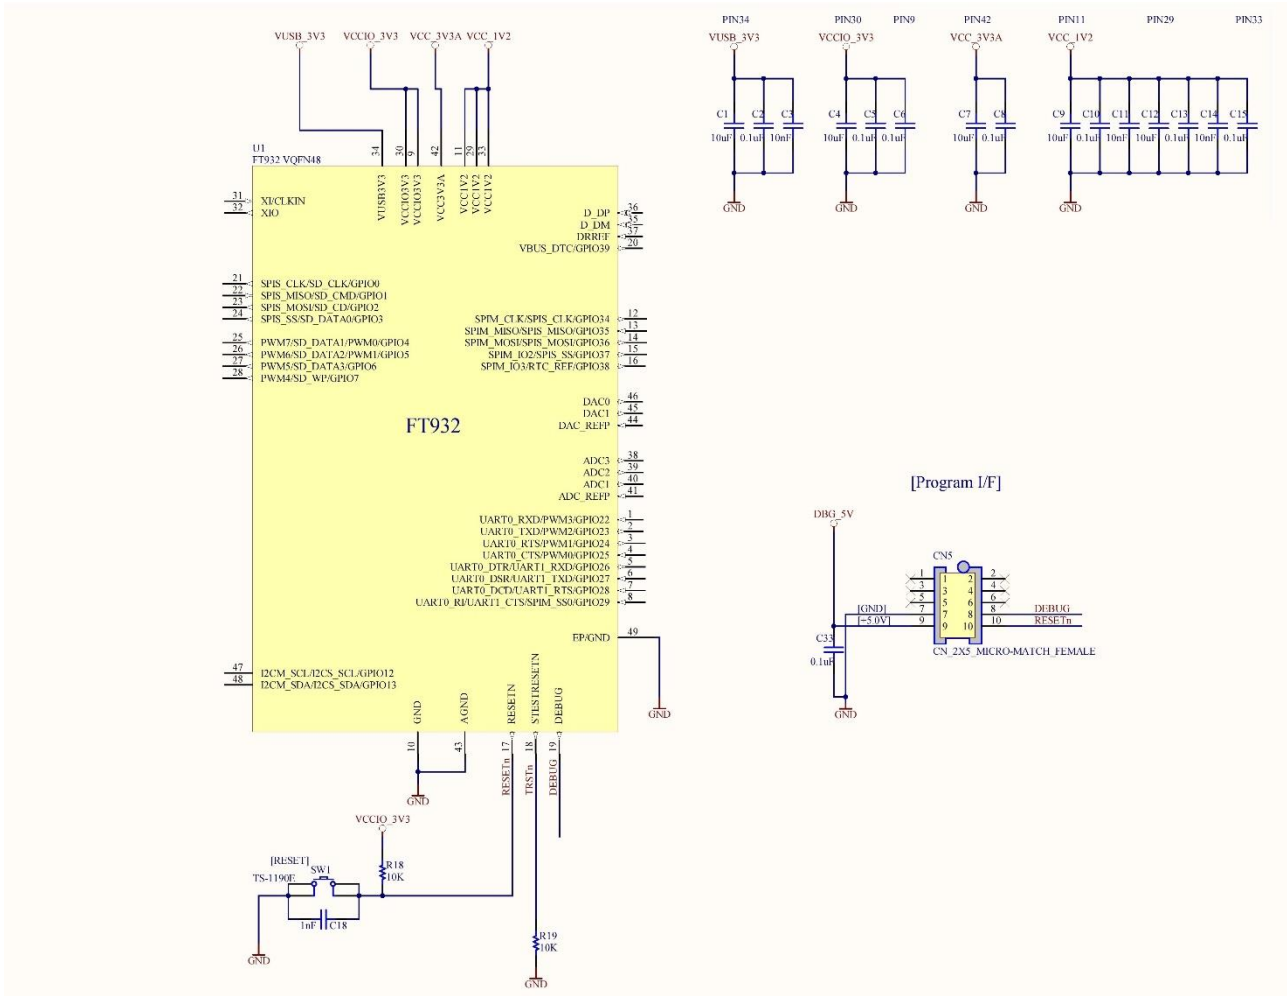 PIN34 PIN30 PIN9 PIN42 PIN11 PIN29 PIN33
VUSB_3V3 VCCIO_3V3 VCC_3V3A VCC_1V2
VUSB_3V3 VCCIO_3V3 VCC_3V3A VCC_1V2
C1 C2 C3 C4 C5 C6 C7 C8 C9 C10 C11 C12 C13 C14 C15
10uF 0.1uF 10nF 10uF 0.1uF 0.1uF 10uF 0.1uF 10uF 0.1uF 10nF 10uF 0.1uF 10nF 0.1uF
GND GND GND GND
U1
FT932 VQFN48
34 30 9 42 11 29 33
VUSB3V3 VCCIO3V3 VCCIO3V3 VCC3V3A VCC1V2 VCC1V2 VCC1V2
31 XI/CLKIN
32 XIO
D_DP 36
D_DM 35
DRREF 37
VBUS_DTC/GPIO39 20
21 SPIS_CLK/SD_CLK/GPIO0
22 SPIS_MISO/SD_CMD/GPIO1
23 SPIS_MOSI/SD_CD/GPIO2
24 SPIS_SS/SD_DATA0/GPIO3
25 PWM7/SD_DATA1/PWM0/GPIO4
26 PWM6/SD_DATA2/PWM1/GPIO5
27 PWM5/SD_DATA3/GPIO6
28 PWM4/SD_WP/GPIO7
SPIM_CLK/SPIS_CLK/GPIO34 12
SPIM_MISO/SPIS_MISO/GPIO35 13
SPIM_MOSI/SPIS_MOSI/GPIO36 14
SPIM_IO2/SPIS_SS/GPIO37 15
SPIM_IO3/RTC_REF/GPIO38 16
DAC0 46
DAC1 45
DAC_REFP 44
FT932
ADC3 38
ADC2 39
ADC1 40
ADC_REFP 41
UART0_RXD/PWM3/GPIO22 1
UART0_TXD/PWM2/GPIO23 2
UART0_RTS/PWM1/GPIO24 3
UART0_CTS/PWM0/GPIO25 4
UART0_DTR/UART1_RXD/GPIO26 5
UART0_DSR/UART1_TXD/GPIO27 6
UART0_DCD/UART1_RTS/GPIO28 7
UART0_RI/UART1_CTS/SPIM_SS0/GPIO29 8
EP/GND 49
47 I2CM_SCL/I2CS_SCL/GPIO12
48 I2CM_SDA/I2CS_SDA/GPIO13
GND AGND RESETN STESTRESETN DEBUG
10 43 17 18 19
RESETn TRSTn DEBUG
GND
GND
[Program I/F]
DBG_5V
CN5
1 1 2 2
3 3 4 4
5 5 6 6
[GND] 7 7 8 8 DEBUG
[+5.0V] 9 9 10 10 RESETn
CN_2X5_MICRO-MATCH_FEMALE
C33
0.1uF
GND
VCCIO_3V3
[RESET]
SW1
TS-1190E
R18
10K
1nF C18
GND
R19
10K
GND